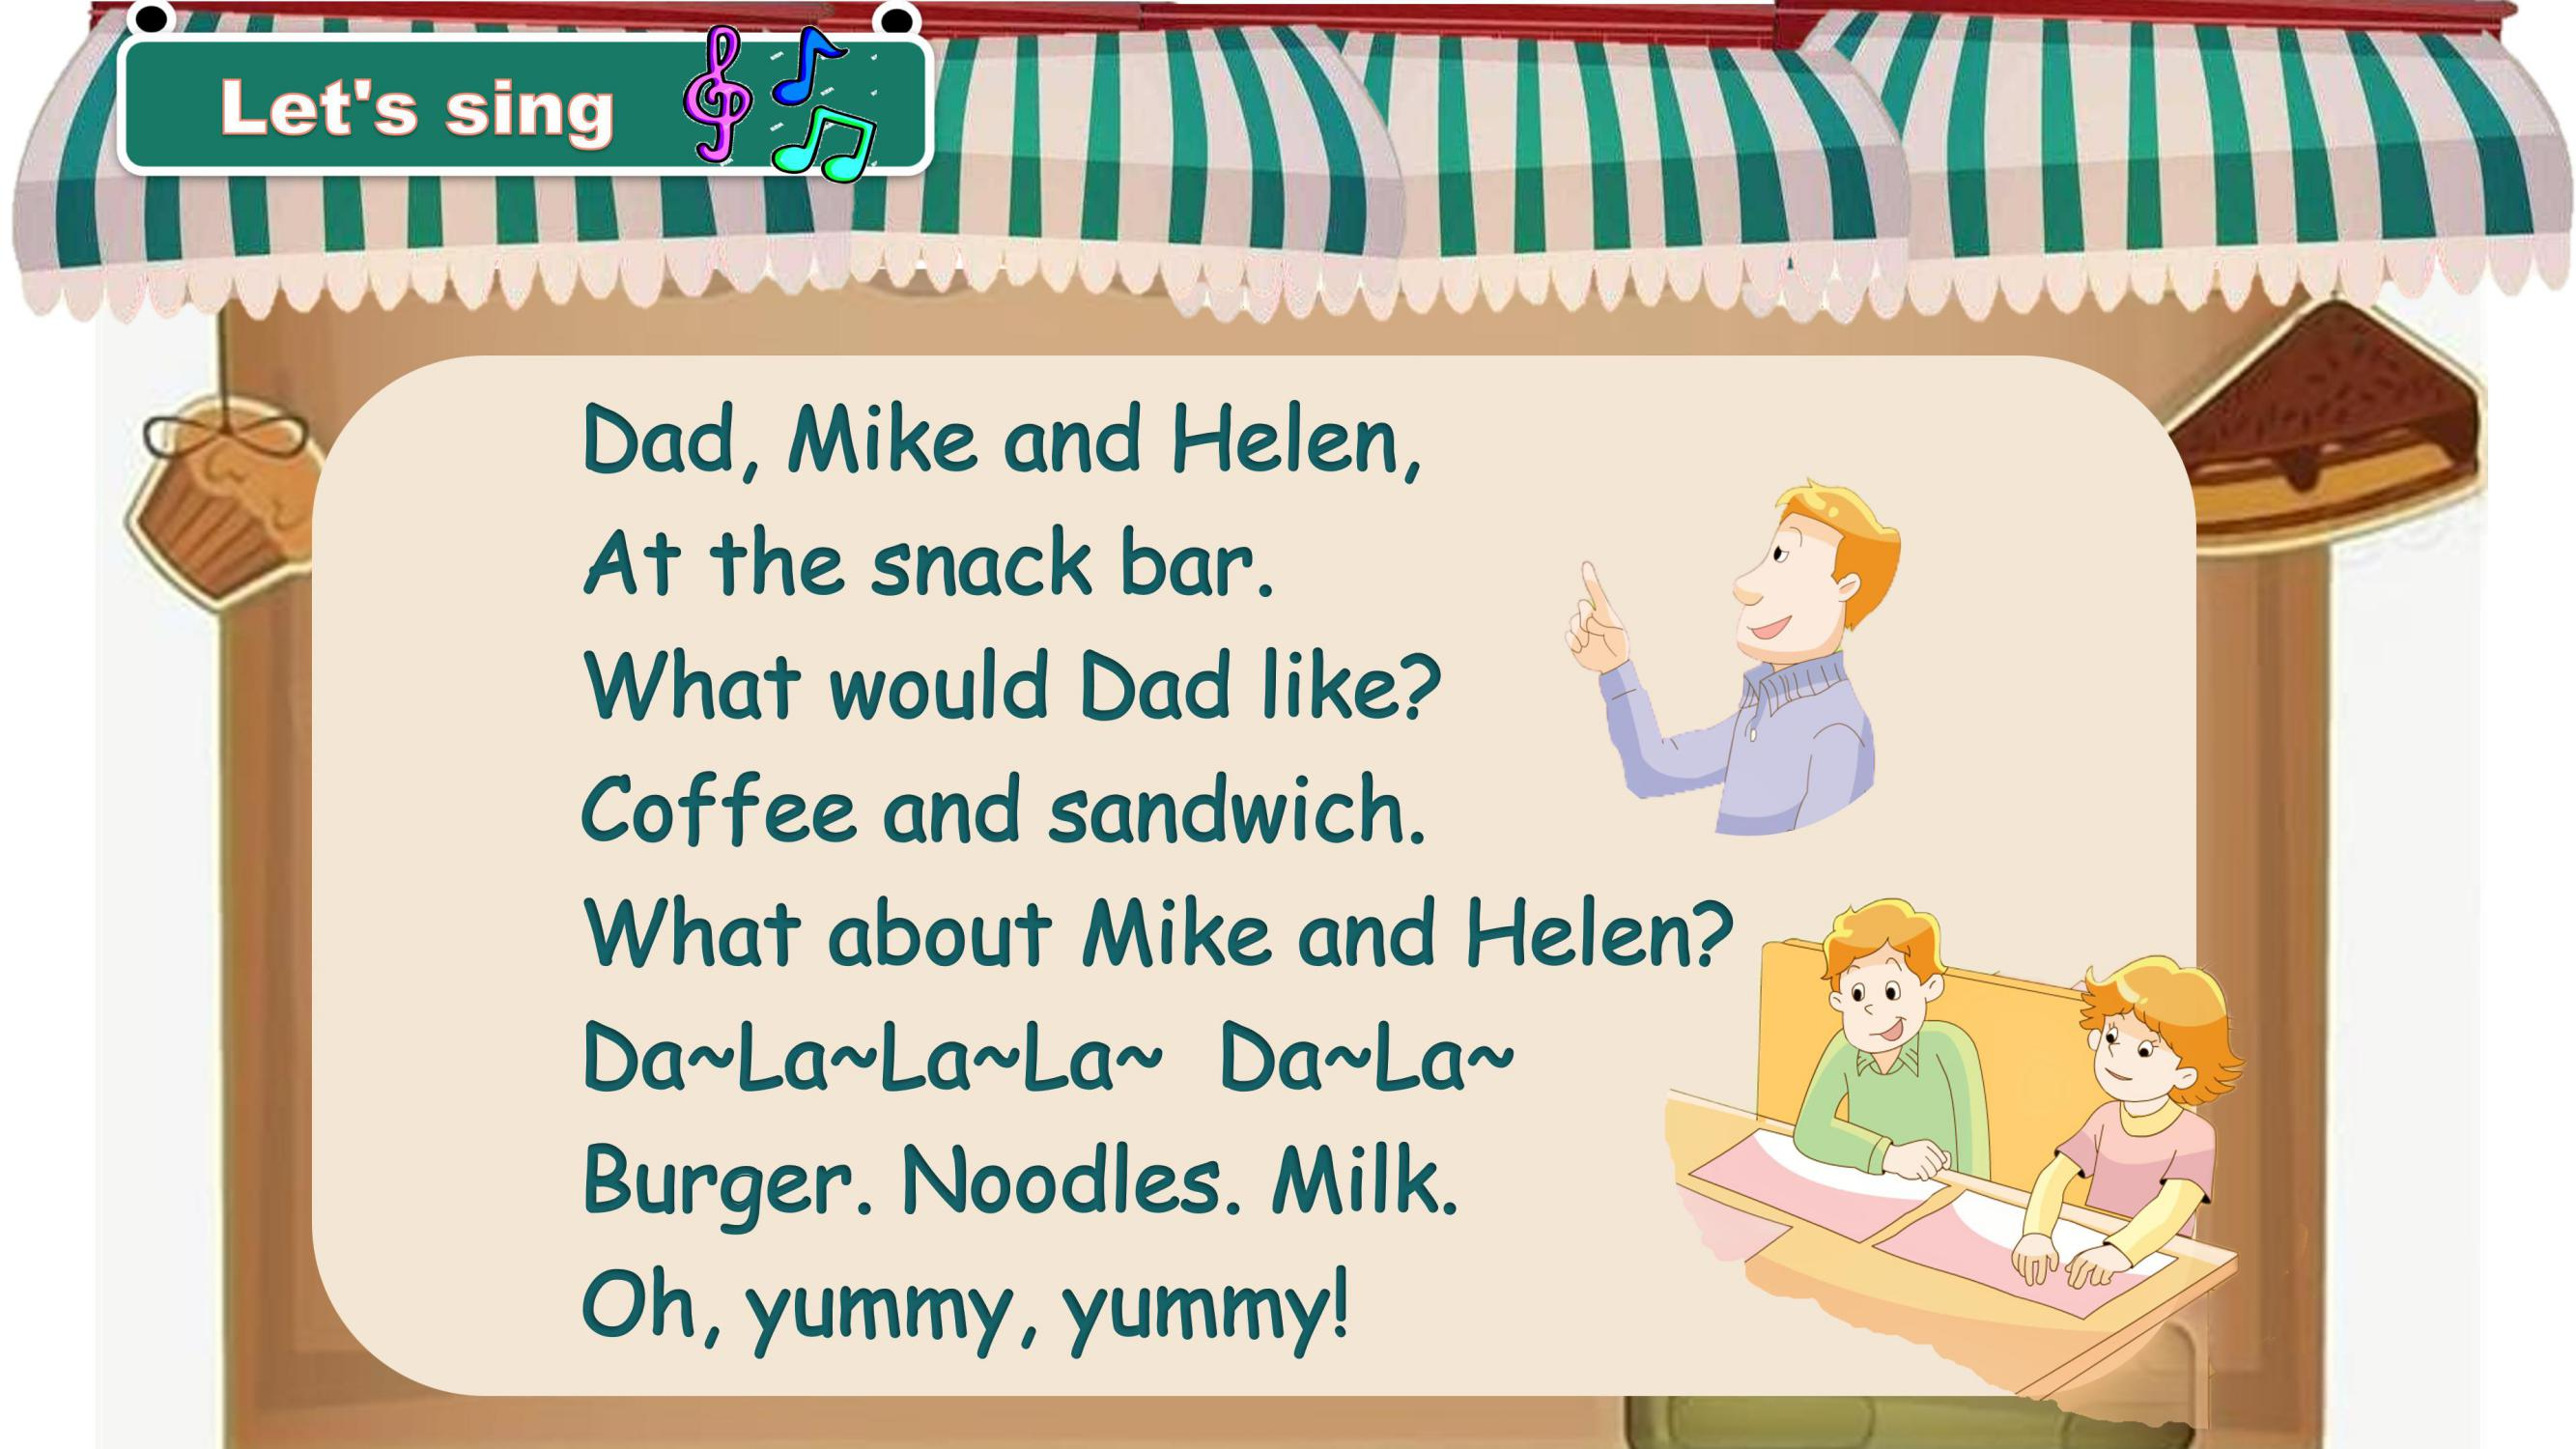 Let's sing
Dad, Mike and Helen,
At the snack bar.
What would Dad like?
Coffee and sandwich.
What about Mike and Helen?
Da~La~La~La~ Da~La~
Burger. Noodles. Milk.
Oh, yummy, yummy!